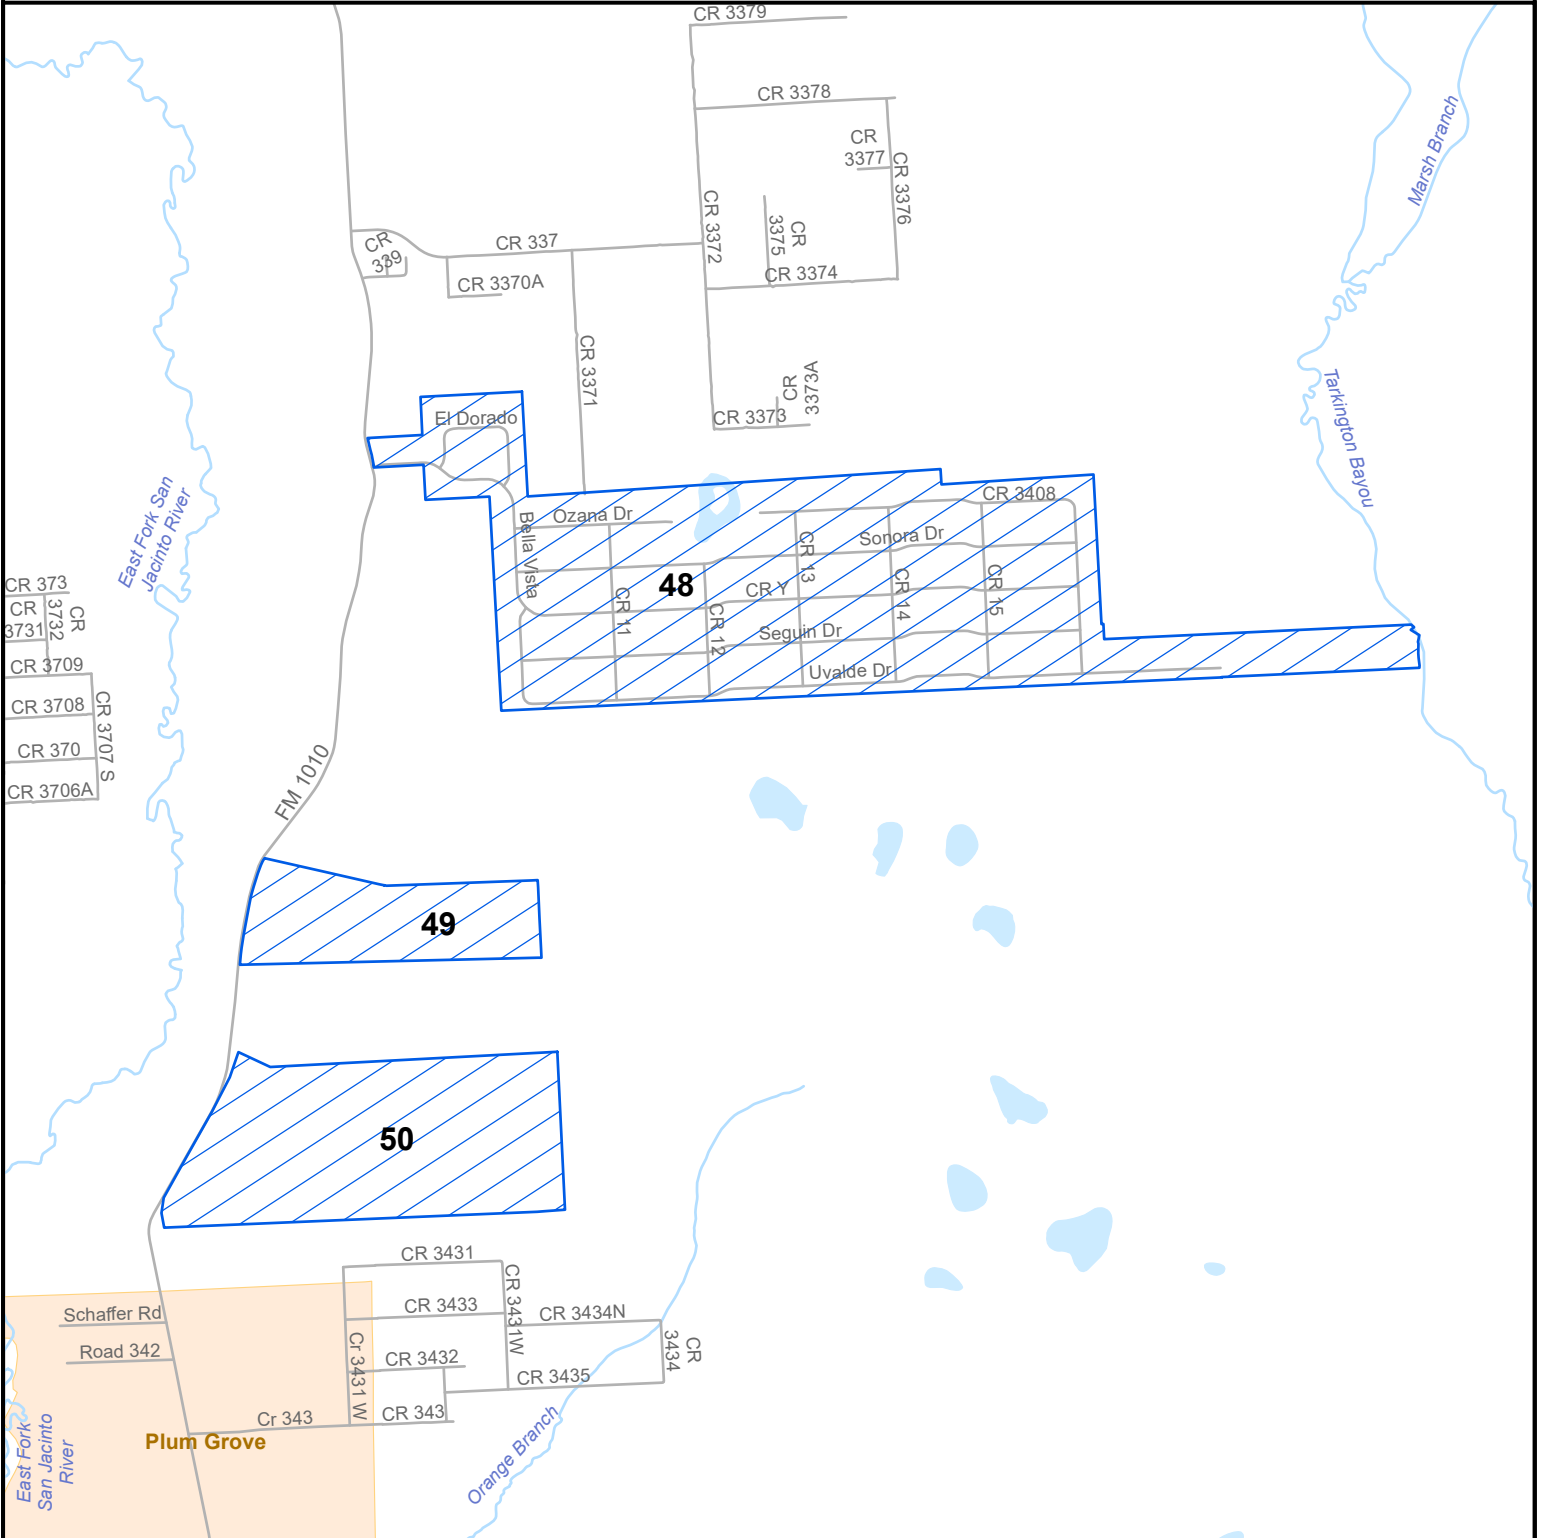 CR 3379
CR 3378
CR
3377
CR 3376
Marsh Branch
CR 3372
CR
3375
CR
339
CR 337
CR 3374
CR 3370A
CR 3371
CR
3373A
Tarkington Bayou
El Dorado
CR 3373
East Fork San
Jacinto River
CR 3408
Bella Vista
Ozana Dr
Sonora Dr
CR 13
48
CR Y
CR 14
CR 15
CR 11
CR 12
Seguin Dr
Uvalde Dr
CR 373
CR
3731
CR
3732
CR 3709
CR 3708
CR 3707 S
CR 370
CR 3706A
FM 1010
49
50
CR 3431
CR 3431W
CR 3433
CR 3434N
Schaffer Rd
Cr 3431 W
CR
3434
Road 342
CR 3432
CR 3435
Cr 343
CR 343
Plum Grove
East Fork
San Jacinto
River
Orange Branch